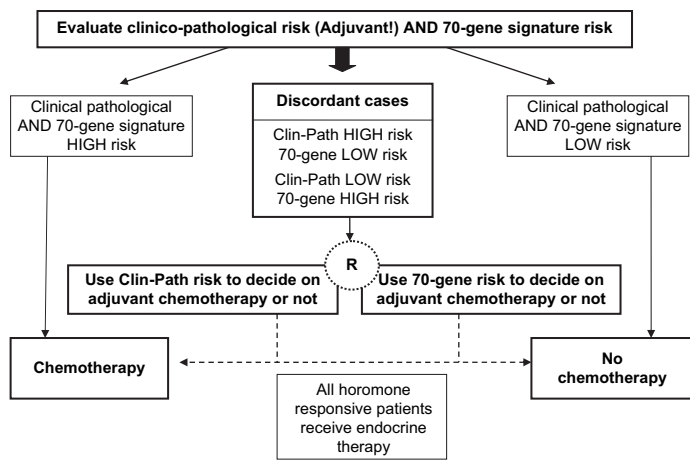 Evaluate clinico-pathological risk (Adjuvant!) AND 70-gene signature risk
Clinical pathological
AND 70-gene signature
HIGH risk
Discordant cases
Clin-Path HIGH risk
70-gene LOW risk
Clin-Path LOW risk
70-gene HIGH risk
Clinical pathological
AND 70-gene signature
LOW risk
R
Use Clin-Path risk to decide on
adjuvant chemotherapy or not
Use 70-gene risk to decide on
adjuvant chemotherapy or not
Chemotherapy
No
chemotherapy
All horomone
responsive patients
receive endocrine
therapy